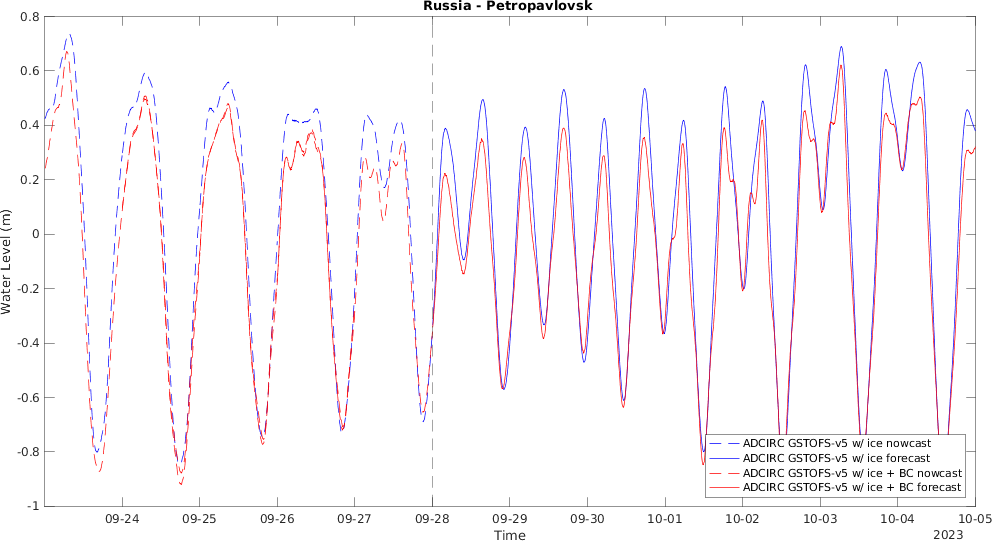 Russia - Petropavlovsk
0.8
0.6
0.4
0.2
0
-0.2
-0.4
-0.6
-0.8
-1
Water Level (m)
ADCIRC GSTOFS-v5 w/ ice nowcast
ADCIRC GSTOFS-v5 w/ ice forecast
ADCIRC GSTOFS-v5 w/ ice + BC nowcast
ADCIRC GSTOFS-v5 w/ ice + BC forecast
09-24 09-25 09-26 09-27 09-28 09-29 09-30 10-01 10-02 10-03 10-04 10-05
Time
2023